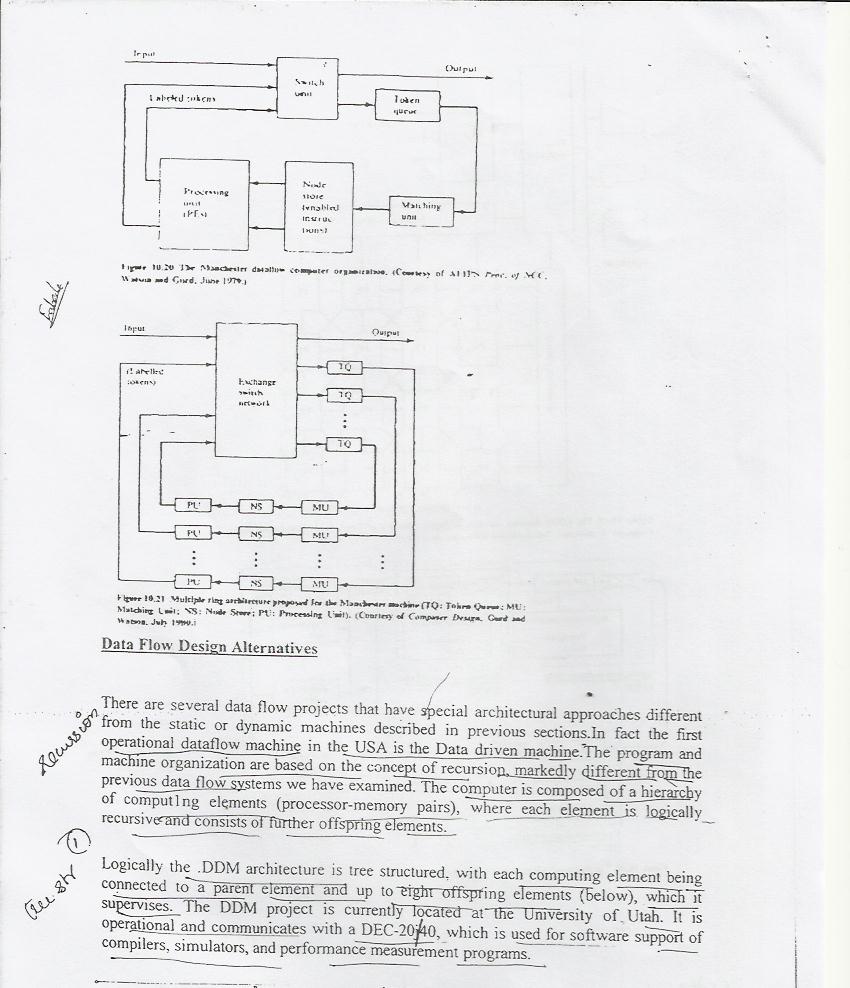 Input
Output
Switch
unit
Labeled tokens
Token
queue
Processing
unit
(PEs)
Node
store
(enabled
instruc
tions)
Matching
unit
Figure 10.20 The Manchester dataflow computer organization. (Courtesy of AFIPS Proc. of NCC,
Watson and Gurd, June 1979.)
Input
Output
(Labelled
tokens)
Exchange
switch
network
TQ
TQ
TQ
PU NS MU
PU NS MU
PU NS MU
Figure 10.21 Multiple ring architecture proposed for the Manchester machine (TQ: Token Queue; MU:
Matching Unit; NS: Node Store; PU: Processing Unit). (Courtesy of Computer Design, Gurd and
Watson, July 1980.)
Data Flow Design Alternatives
There are several data flow projects that have special architectural approaches different
from the static or dynamic machines described in previous sections.In fact the first
operational dataflow machine in the USA is the Data driven machine.The program and
machine organization are based on the concept of recursion, markedly different from the
previous data flow systems we have examined. The computer is composed of a hierarchy
of computlng elements (processor-memory pairs), where each element is logically
recursive and consists of further offspring elements.
①
Logically the .DDM architecture is tree structured, with each computing element being
connected to a parent element and up to eight offspring elements (below), which it
supervises. The DDM project is currently located at the University of Utah. It is
operational and communicates with a DEC-20/40, which is used for software support of
compilers, simulators, and performance measurement programs.